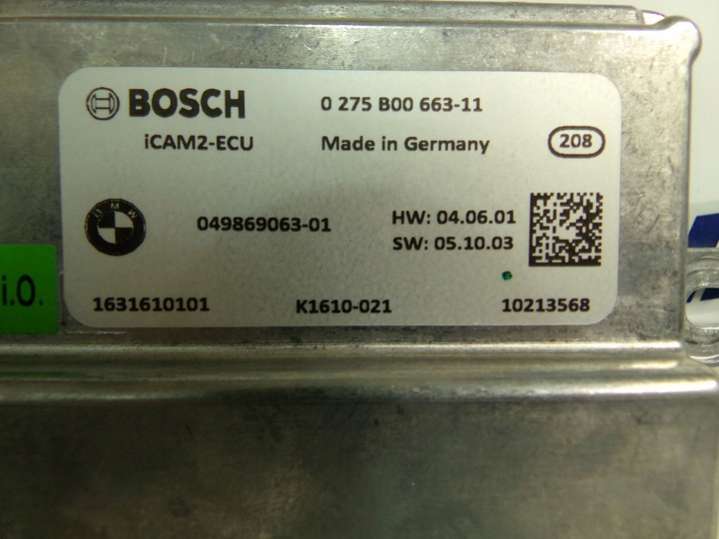 BOSCH 0 275 B00 663-11
iCAM2-ECU Made in Germany 208
BMW 049869063-01 HW: 04.06.01
SW: 05.10.03
i.O.
1631610101 K1610-021 10213568